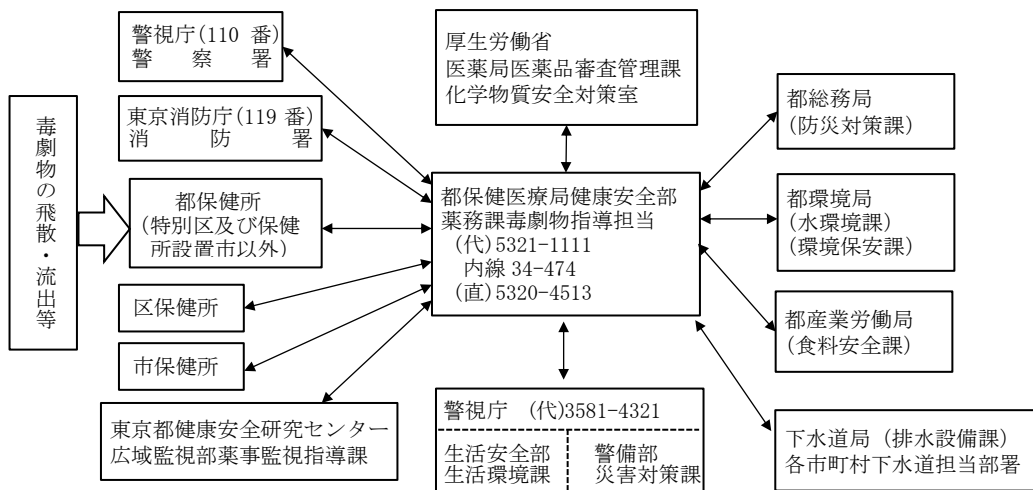 毒劇物の飛散・流出等
警視庁(110 番)
警察署
東京消防庁(119 番)
消防署
都保健所
(特別区及び保健
所設置市以外)
区保健所
市保健所
東京都健康安全研究センター
広域監視部薬事監視指導課
厚生労働省
医薬局医薬品審査管理課
化学物質安全対策室
都保健医療局健康安全部
薬務課毒劇物指導担当
(代)5321-1111
内線 34-474
(直)5320-4513
警視庁 (代)3581-4321
生活安全部
生活環境課
警備部
災害対策課
都総務局
(防災対策課)
都環境局
(水環境課)
(環境保安課)
都産業労働局
(食料安全課)
下水道局(排水設備課)
各市町村下水道担当部署